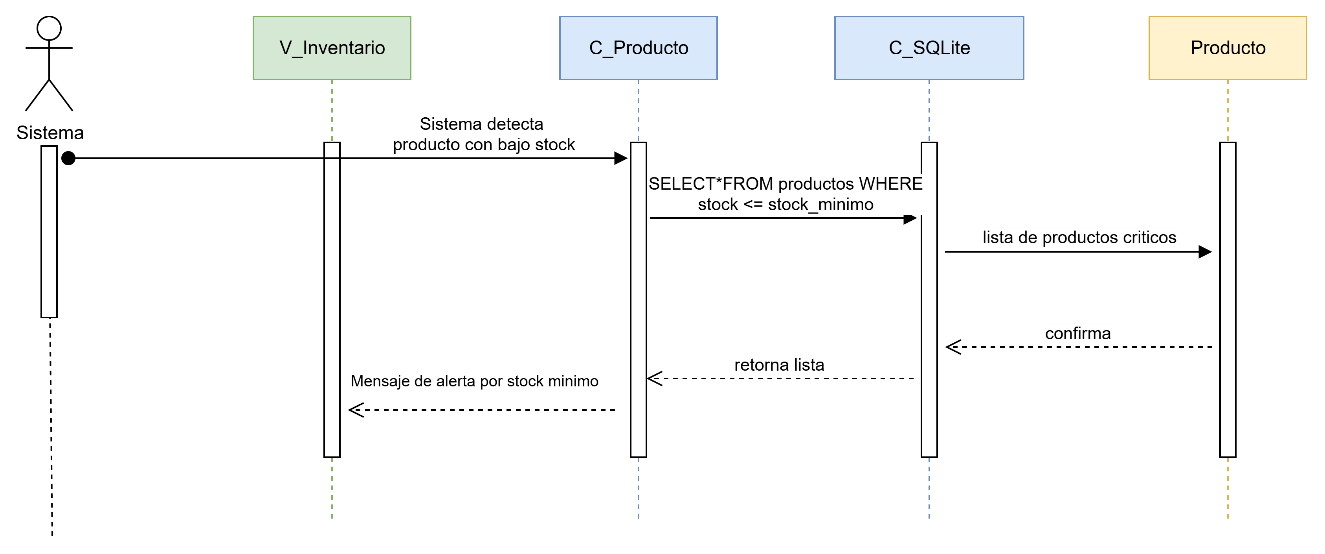 V_Inventario
C_Producto
C_SQLite
Producto
Sistema
Sistema detecta
producto con bajo stock
SELECT*FROM productos WHERE
stock <= stock_minimo
lista de productos criticos
confirma
retorna lista
Mensaje de alerta por stock minimo